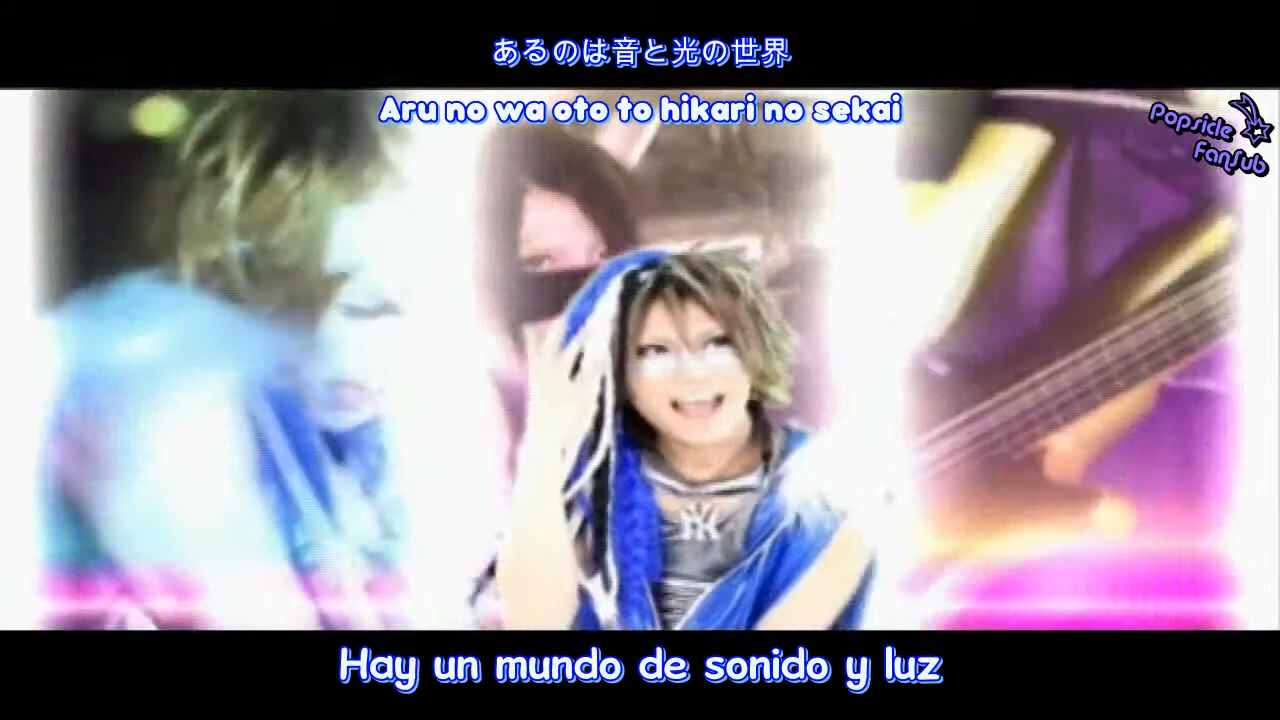 あるのは音と光の世界
Aru no wa oto to hikari no sekai
Popsicle
FanSub
Hay un mundo de sonido y luz